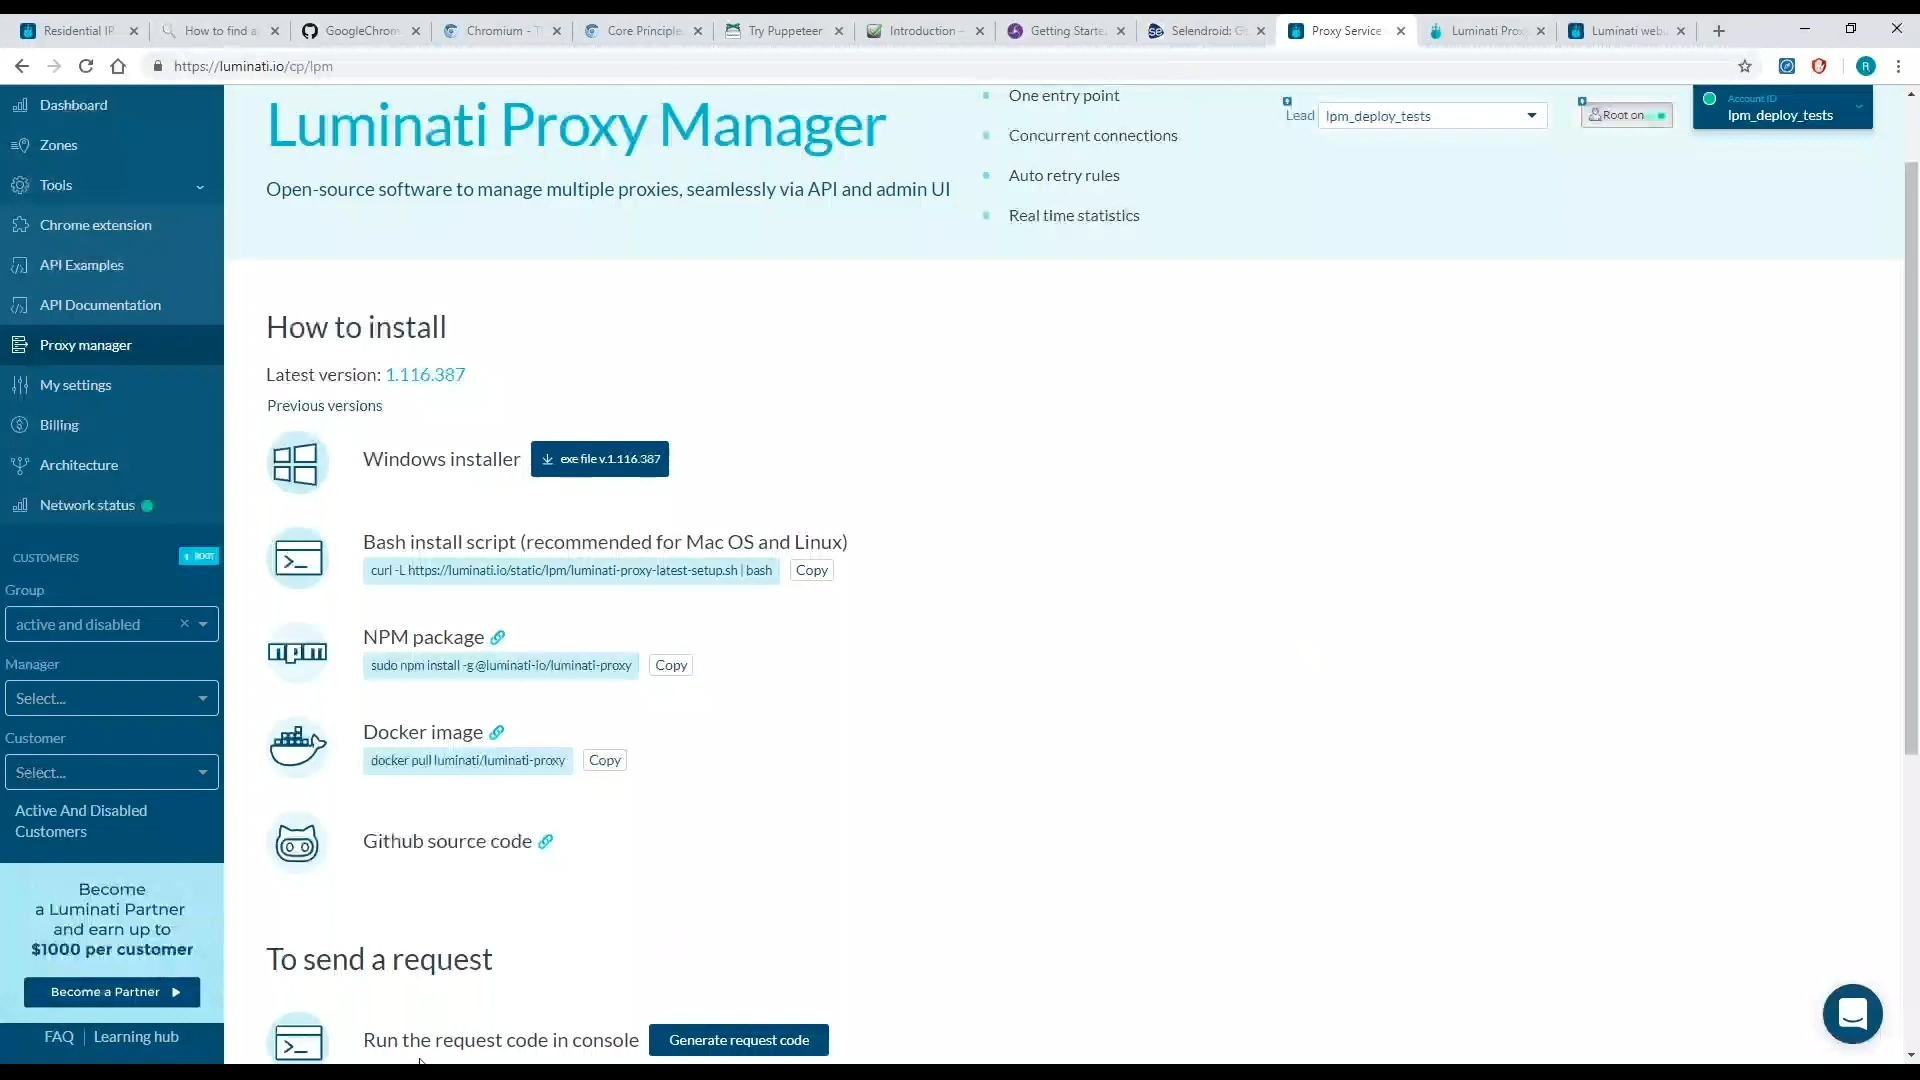 Residential IP
How to find a
GoogleChrom
Chromium - T
Core Principle
Try Puppeteer
Introduction -
Getting Starte
Selendroid: G
Proxy Service
Luminati Prox
Luminati web
https://luminati.io/cp/lpm
R
Dashboard
Zones
Tools
Chrome extension
API Examples
API Documentation
Proxy manager
My settings
Billing
Architecture
Network status
CUSTOMERS
ROOT
Group
active and disabled
Manager
Select...
Customer
Select...
Active And Disabled
Customers
Become
a Luminati Partner
and earn up to
$1000 per customer
Become a Partner
FAQ | Learning hub
Luminati Proxy Manager
Open-source software to manage multiple proxies, seamlessly via API and admin UI
One entry point
Concurrent connections
Auto retry rules
Real time statistics
Lead
lpm_deploy_tests
Root on
Account ID
lpm_deploy_tests
How to install
Latest version: 1.116.387
Previous versions
Windows installer
exe file v.1.116.387
Bash install script (recommended for Mac OS and Linux)
curl -L https://luminati.io/static/lpm/luminati-proxy-latest-setup.sh | bash
Copy
npm
NPM package
sudo npm install -g @luminati-io/luminati-proxy
Copy
Docker image
docker pull luminati/luminati-proxy
Copy
Github source code
To send a request
Run the request code in console
Generate request code